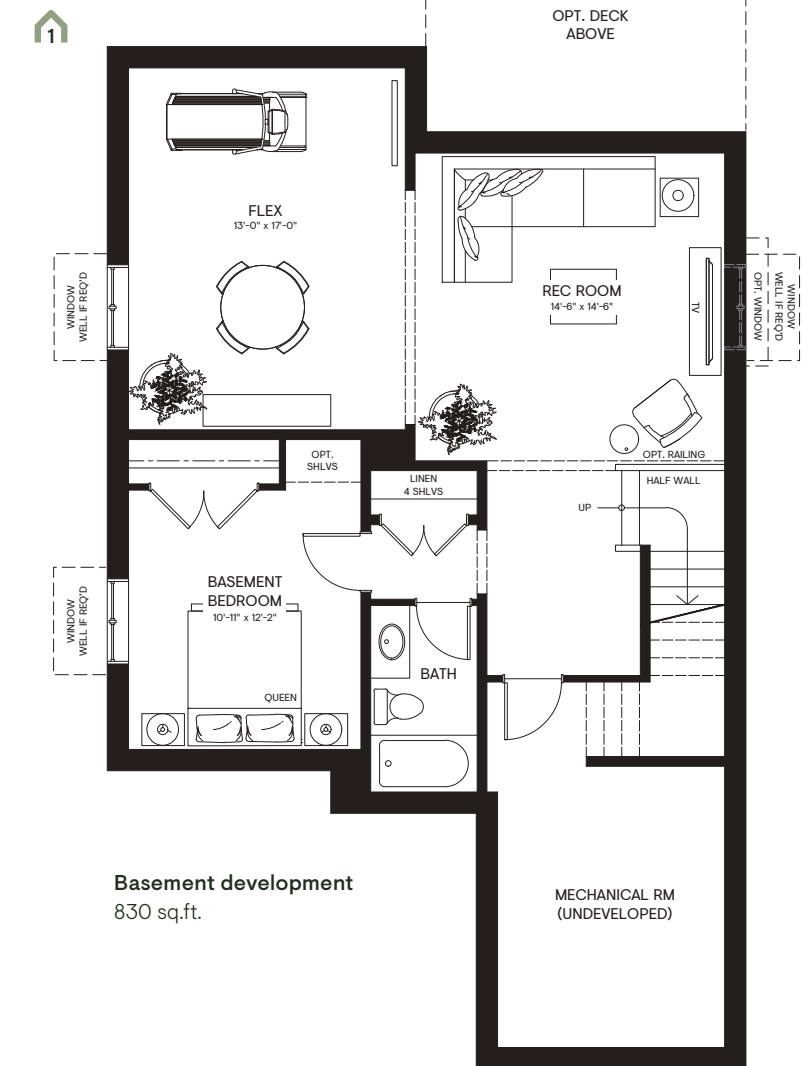 1
OPT. DECK
ABOVE
FLEX
13'-0" x 17'-0"
WINDOW
WELL IF REQ'D
REC ROOM
14'-6" x 14'-6"
TV
OPT. WINDOW
WINDOW
WELL IF REQ'D
OPT. RAILING
HALF WALL
UP
OPT.
SHLVS
LINEN
4 SHLVS
WINDOW
WELL IF REQ'D
BASEMENT
BEDROOM
10'-11" x 12'-2"
QUEEN
BATH
Basement development
830 sq.ft.
MECHANICAL RM
(UNDEVELOPED)